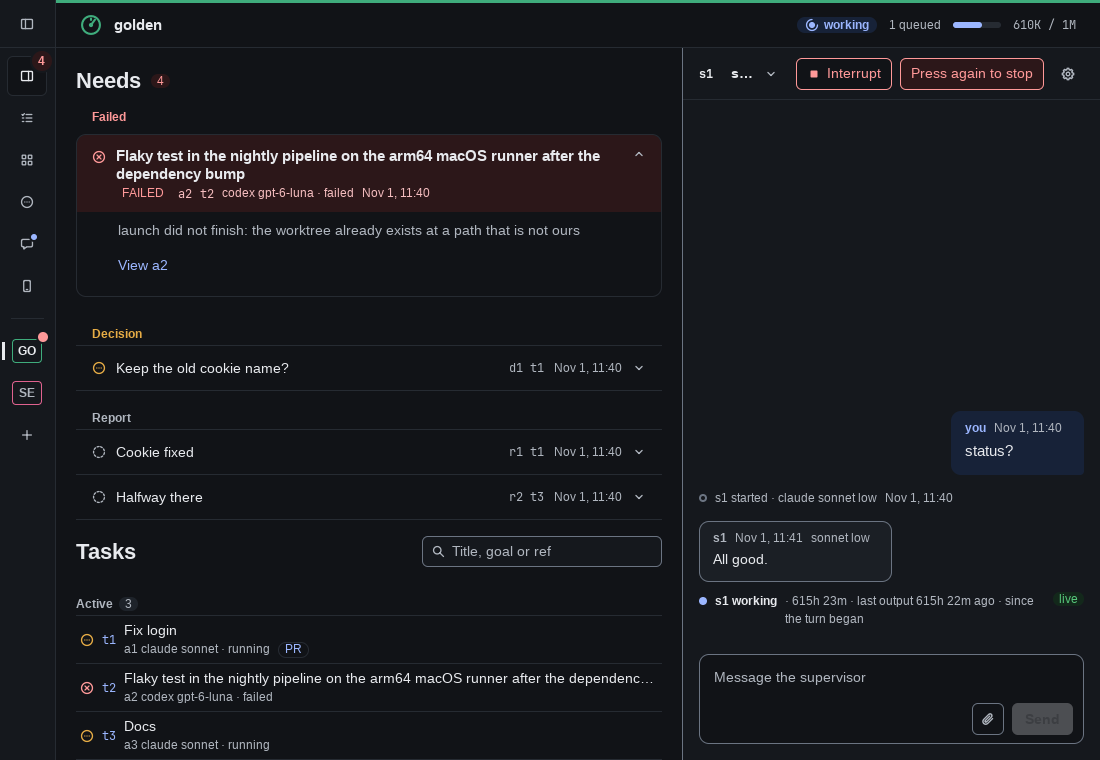 golden
working
1 queued
610K / 1M
4
GO
SE
Needs 4
Failed
Flaky test in the nightly pipeline on the arm64 macOS runner after the
dependency bump
FAILED a2 t2 codex gpt-6-luna · failed Nov 1, 11:40
launch did not finish: the worktree already exists at a path that is not ours
View a2
Decision
Keep the old cookie name? d1 t1 Nov 1, 11:40
Report
Cookie fixed r1 t1 Nov 1, 11:40
Halfway there r2 t3 Nov 1, 11:40
Tasks
Title, goal or ref
Active 3
t1 Fix login
a1 claude sonnet · running PR
t2 Flaky test in the nightly pipeline on the arm64 macOS runner after the dependenc…
a2 codex gpt-6-luna · failed
t3 Docs
a3 claude sonnet · running
s1 s…
Interrupt
Press again to stop
you Nov 1, 11:40
status?
s1 started · claude sonnet low Nov 1, 11:40
s1 Nov 1, 11:41 sonnet low
All good.
s1 working · 615h 23m · last output 615h 22m ago · since
the turn began
live
Message the supervisor
Send